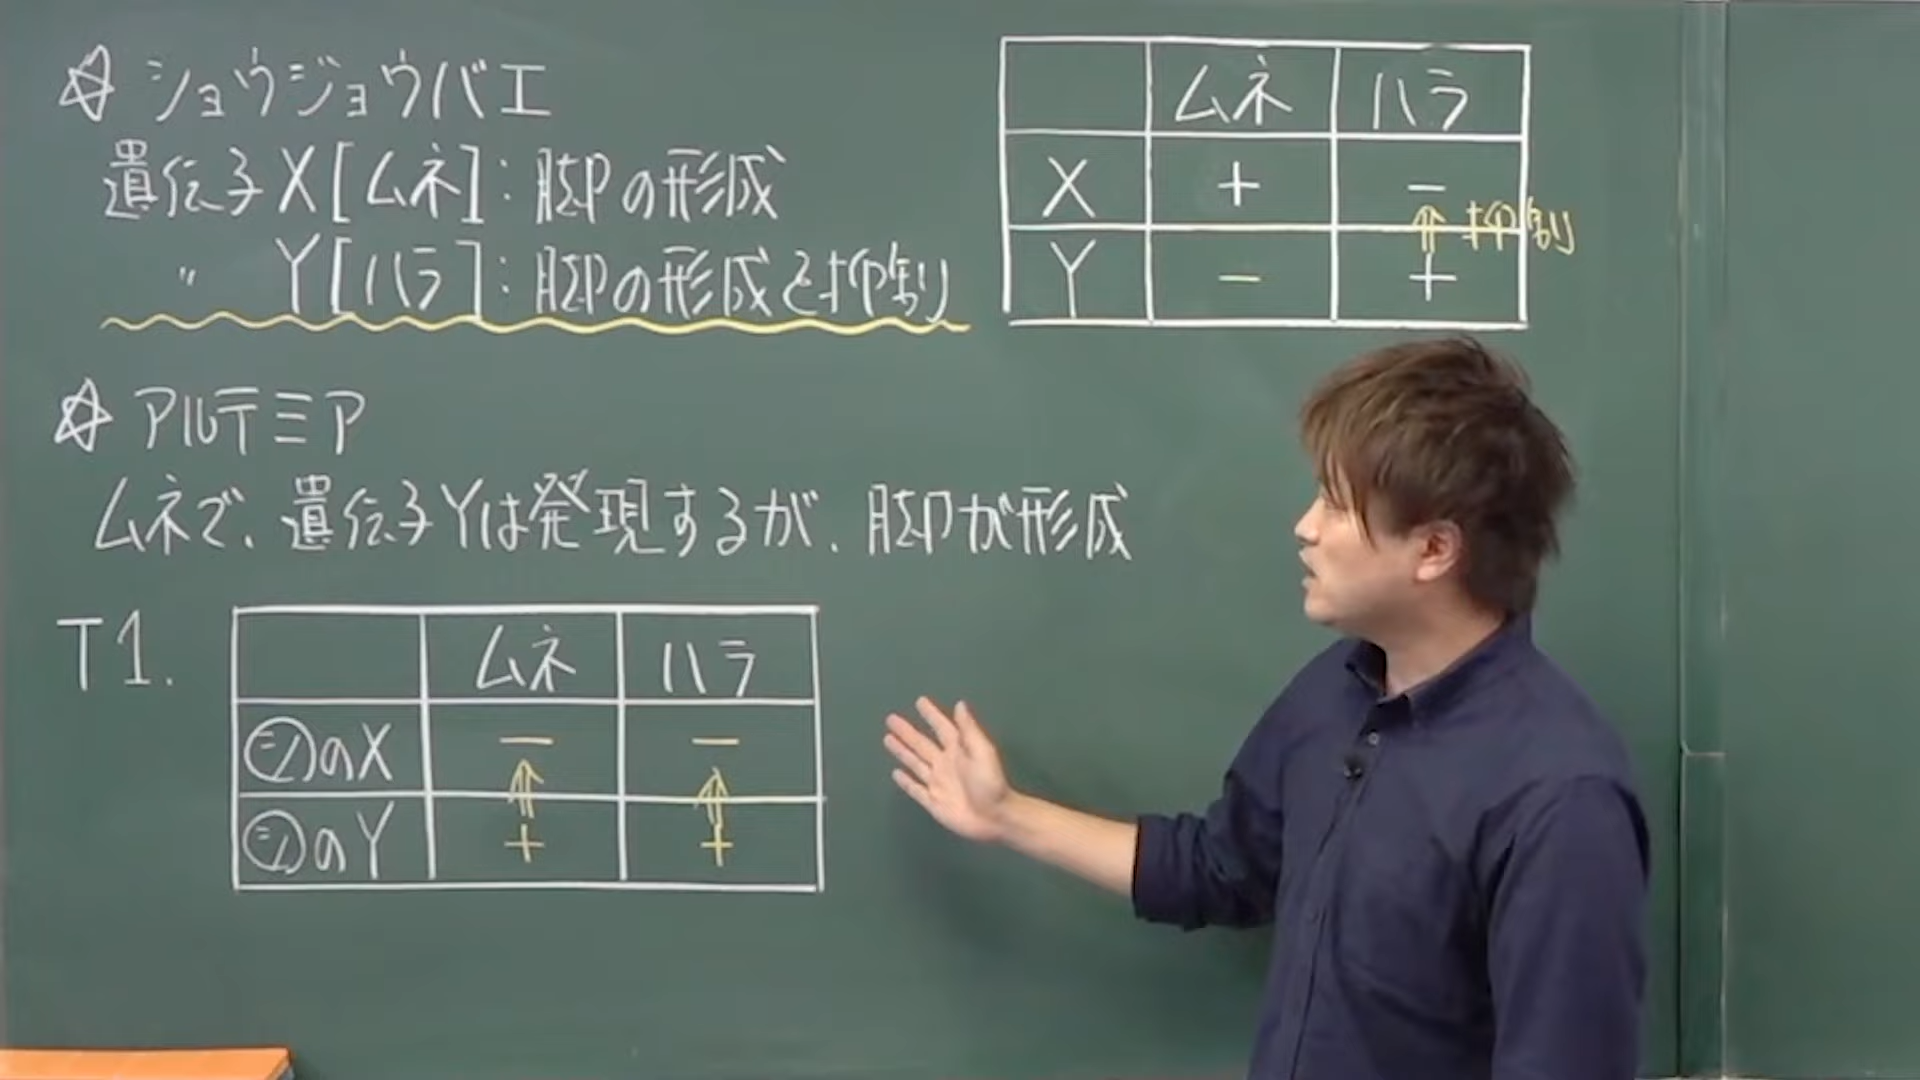 ☆ ショウジョウバエ
遺伝子X[ムネ]:脚の形成
〃 Y[ハラ]:脚の形成を抑制
ムネ ハラ
X + −
抑制
Y − +
☆ アルテミア
ムネで、遺伝子Yは発現するが、脚が形成
T1.
ムネ ハラ
㋛のX − −
㋛のY + +